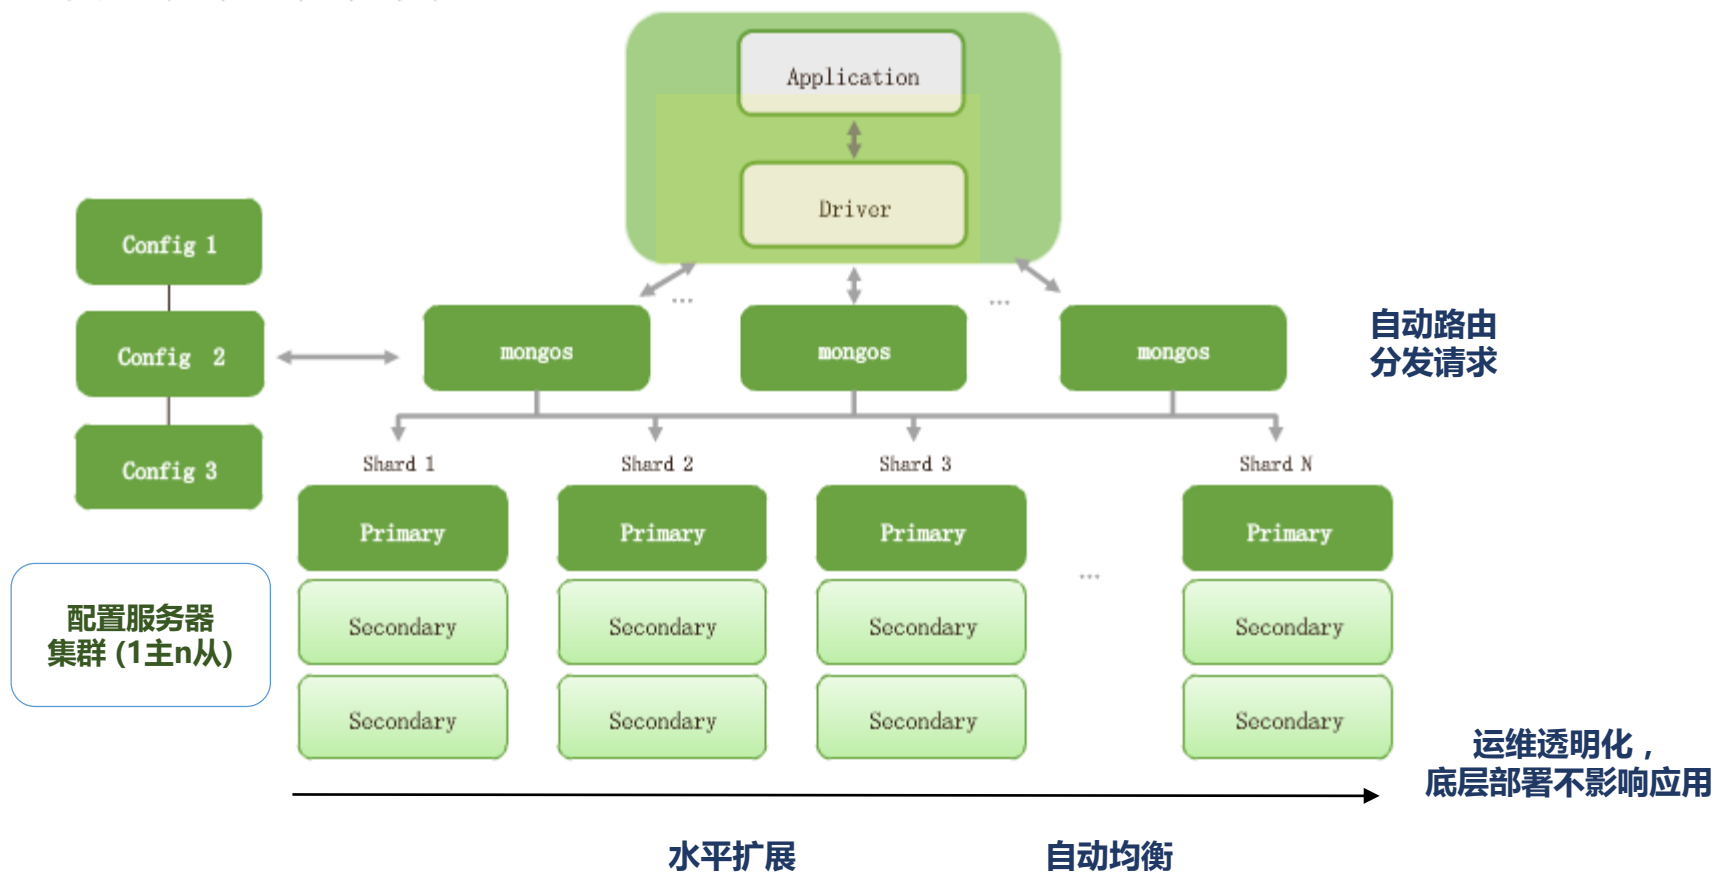 Application
Driver
...
...
Config 1
Config 2
Config 3
mongos
mongos
mongos
自动路由
分发请求
Shard 1
Shard 2
Shard 3
Shard N
Primary
Primary
Primary
Primary
...
Secondary
Secondary
Secondary
Secondary
Secondary
Secondary
Secondary
Secondary
配置服务器
集群 (1主n从)
运维透明化，
底层部署不影响应用
水平扩展
自动均衡